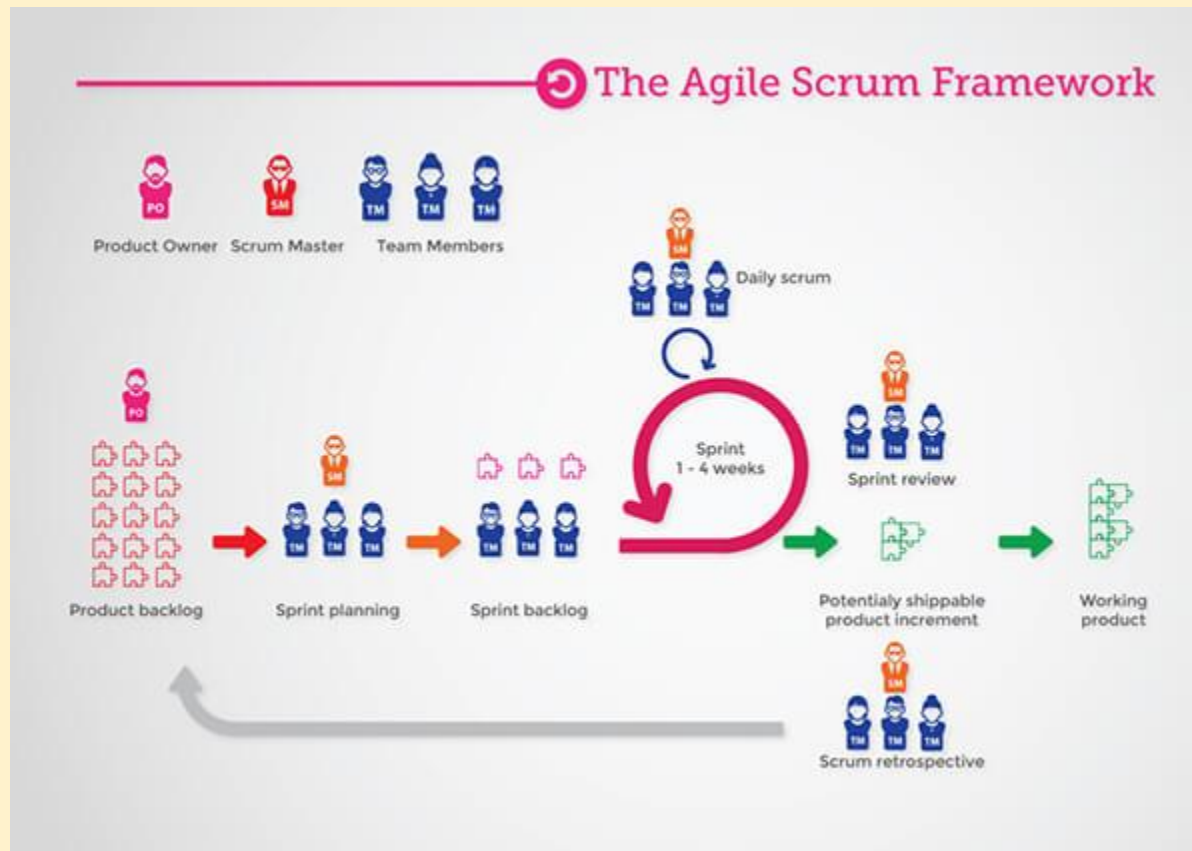 The Agile Scrum Framework
PO
SM
TM TM TM
Product Owner Scrum Master Team Members
SM
TM TM TM
Daily scrum
PO
SM
TM TM TM
Sprint
1 - 4 weeks
SM
TM TM TM
Sprint review
TM TM TM
Product backlog
Sprint planning
Sprint backlog
Potentialy shippable
product increment
Working
product
SM
TM TM TM
Scrum retrospective